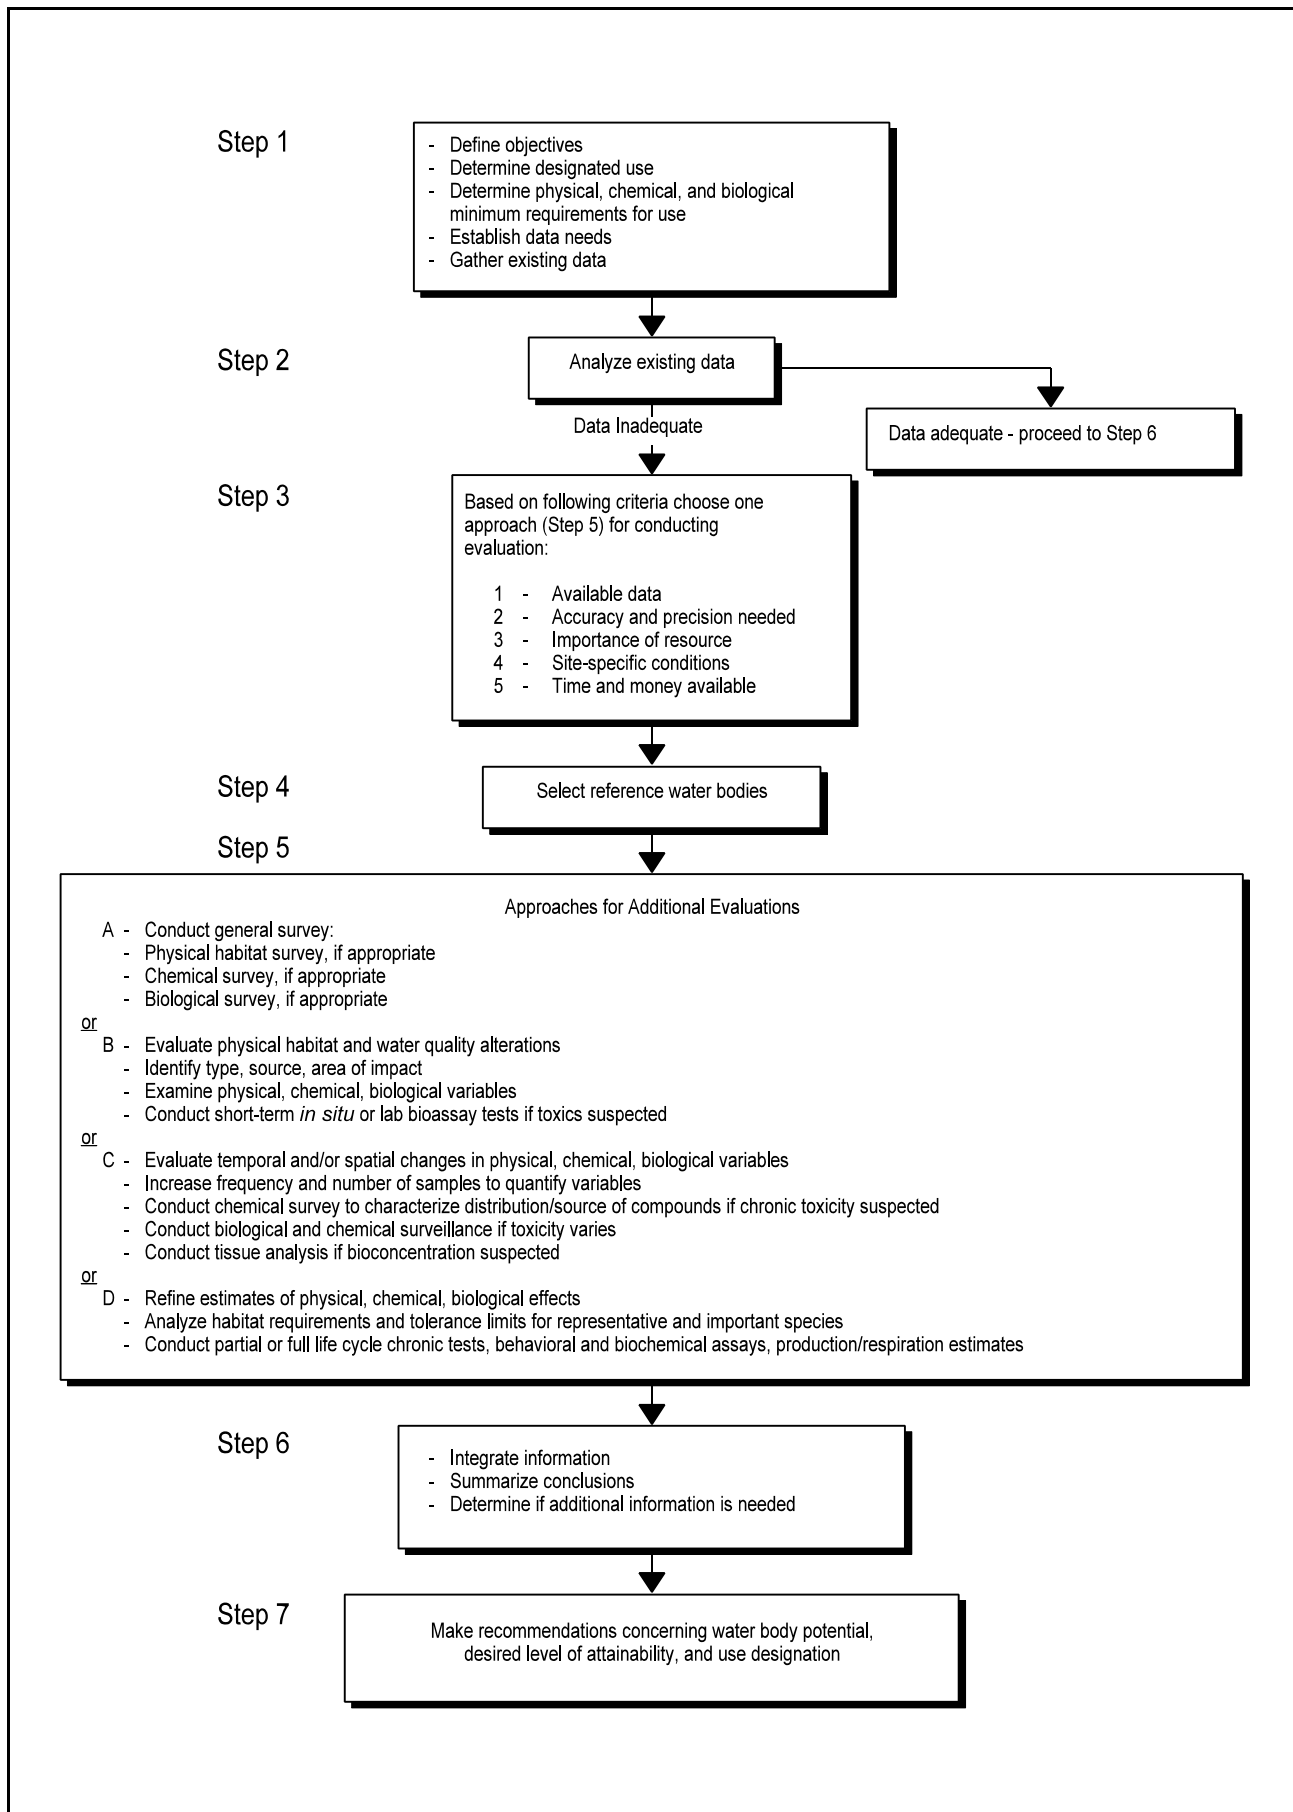 Step 1
- Define objectives
- Determine designated use
- Determine physical, chemical, and biological
minimum requirements for use
- Establish data needs
- Gather existing data
Step 2
Analyze existing data
Data Inadequate
Data adequate - proceed to Step 6
Step 3
Based on following criteria choose one
approach (Step 5) for conducting
evaluation:
1 - Available data
2 - Accuracy and precision needed
3 - Importance of resource
4 - Site-specific conditions
5 - Time and money available
Step 4
Select reference water bodies
Step 5
Approaches for Additional Evaluations
A - Conduct general survey:
- Physical habitat survey, if appropriate
- Chemical survey, if appropriate
- Biological survey, if appropriate
or
B - Evaluate physical habitat and water quality alterations
- Identify type, source, area of impact
- Examine physical, chemical, biological variables
- Conduct short-term in situ or lab bioassay tests if toxics suspected
or
C - Evaluate temporal and/or spatial changes in physical, chemical, biological variables
- Increase frequency and number of samples to quantify variables
- Conduct chemical survey to characterize distribution/source of compounds if chronic toxicity suspected
- Conduct biological and chemical surveillance if toxicity varies
- Conduct tissue analysis if bioconcentration suspected
or
D - Refine estimates of physical, chemical, biological effects
- Analyze habitat requirements and tolerance limits for representative and important species
- Conduct partial or full life cycle chronic tests, behavioral and biochemical assays, production/respiration estimates
Step 6
- Integrate information
- Summarize conclusions
- Determine if additional information is needed
Step 7
Make recommendations concerning water body potential,
desired level of attainability, and use designation